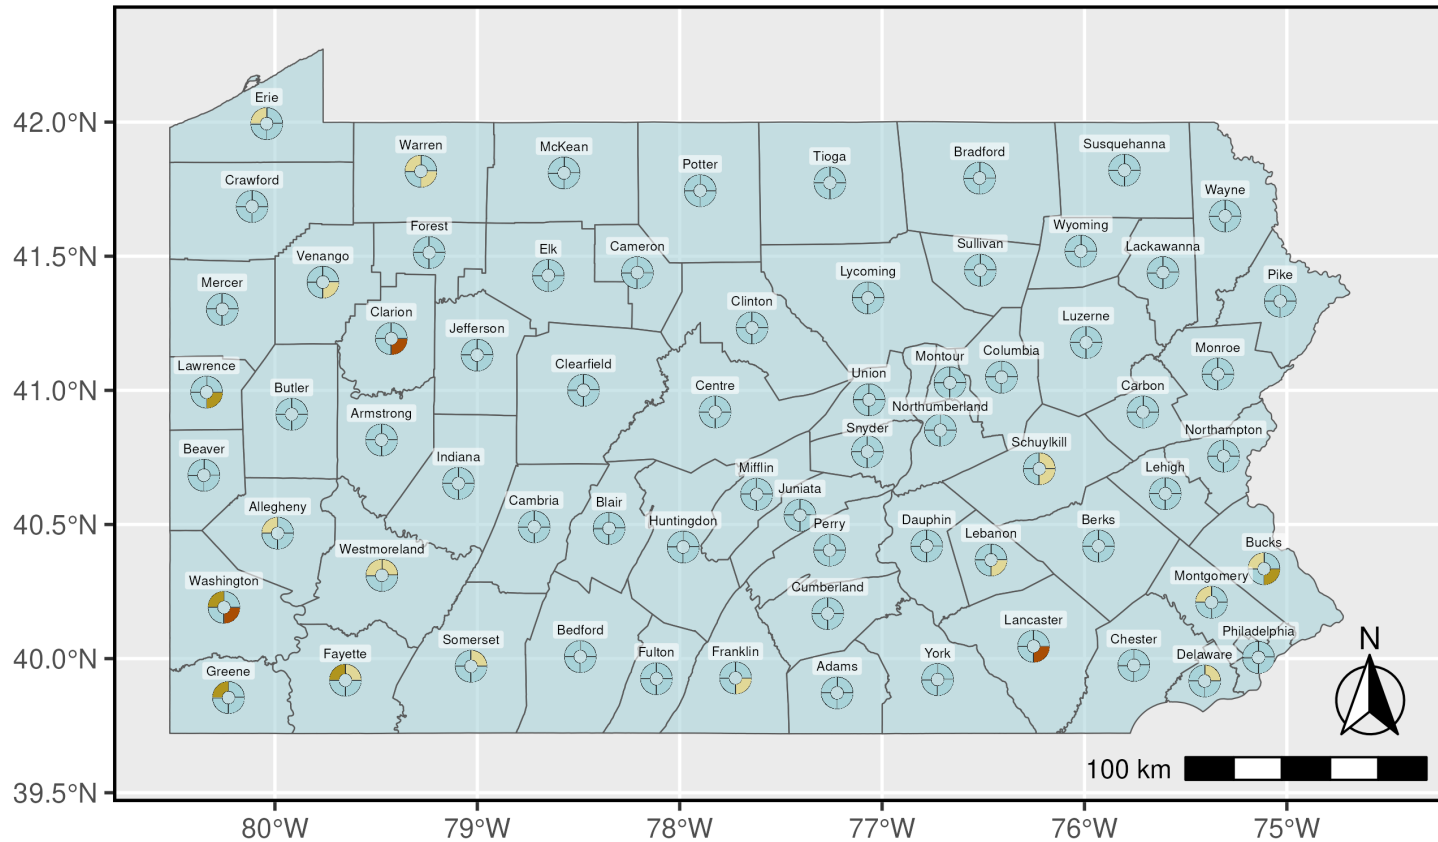 Erie
42.0°N
Warren
McKean
Susquehanna
Bradford
Tioga
Potter
Crawford
Wayne
Forest
Wyoming
Sullivan
Lackawanna
Cameron
Elk
Venango
41.5°N
Lycoming
Pike
Mercer
Clinton
Clarion
Luzerne
Jefferson
Monroe
Columbia
Montour
Clearfield
Lawrence
Union
41.0°N
Butler
Centre
Carbon
Northumberland
Armstrong
Snyder
Northampton
Schuylkill
Beaver
Indiana
Mifflin
Lehigh
Juniata
Cambria
Blair
Allegheny
Huntingdon
Perry
Dauphin
Berks
40.5°N
Lebanon
Bucks
Westmoreland
Montgomery
Washington
Cumberland
Lancaster
Bedford
Philadelphia
Somerset
Chester
N
Fayette
Fulton
Franklin
York
Delaware
40.0°N
Adams
Greene
100 km
39.5°N
80°W
79°W
78°W
77°W
76°W
75°W